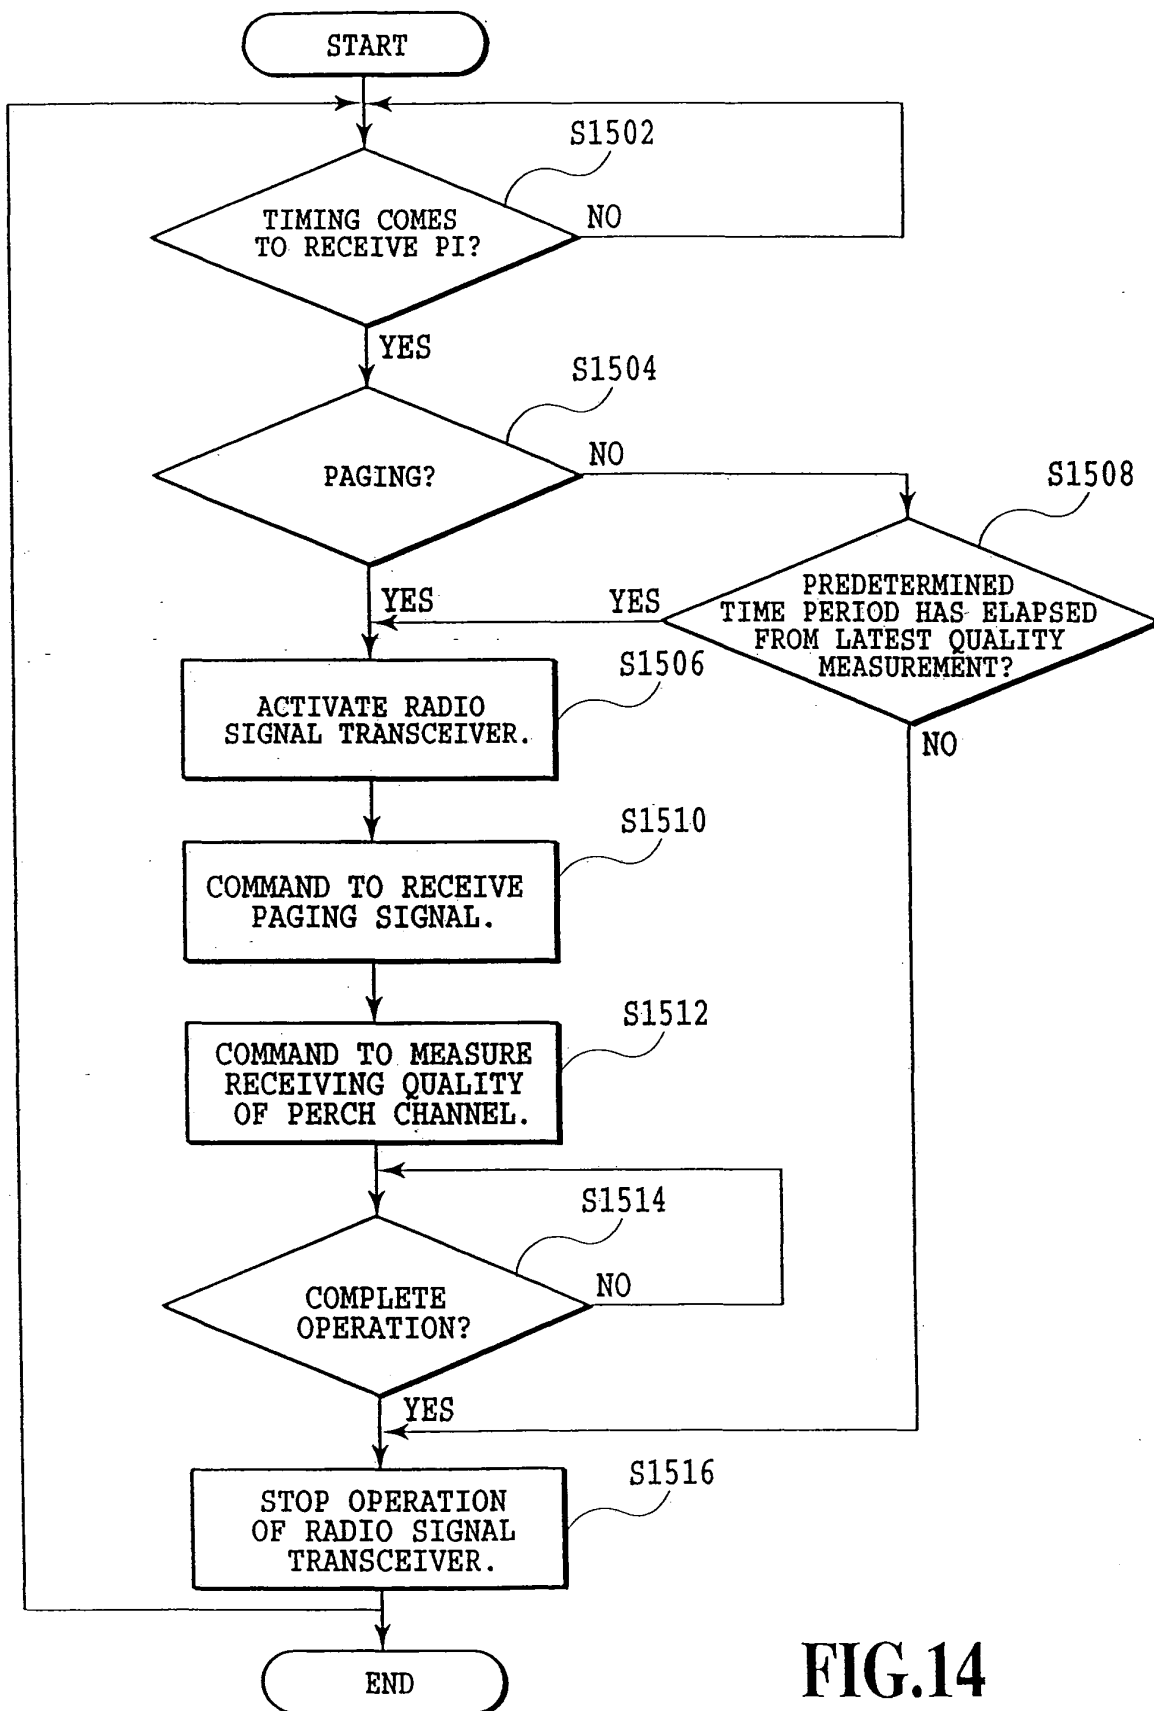 START
S1502
TIMING COMES
TO RECEIVE PI?
NO
YES
S1504
PAGING?
NO
S1508
PREDETERMINED
TIME PERIOD HAS ELAPSED
FROM LATEST QUALITY
MEASUREMENT?
YES
YES
NO
S1506
ACTIVATE RADIO
SIGNAL TRANSCEIVER.
S1510
COMMAND TO RECEIVE
PAGING SIGNAL.
S1512
COMMAND TO MEASURE
RECEIVING QUALITY
OF PERCH CHANNEL.
S1514
COMPLETE
OPERATION?
NO
YES
S1516
STOP OPERATION
OF RADIO SIGNAL
TRANSCEIVER.
END
FIG.14